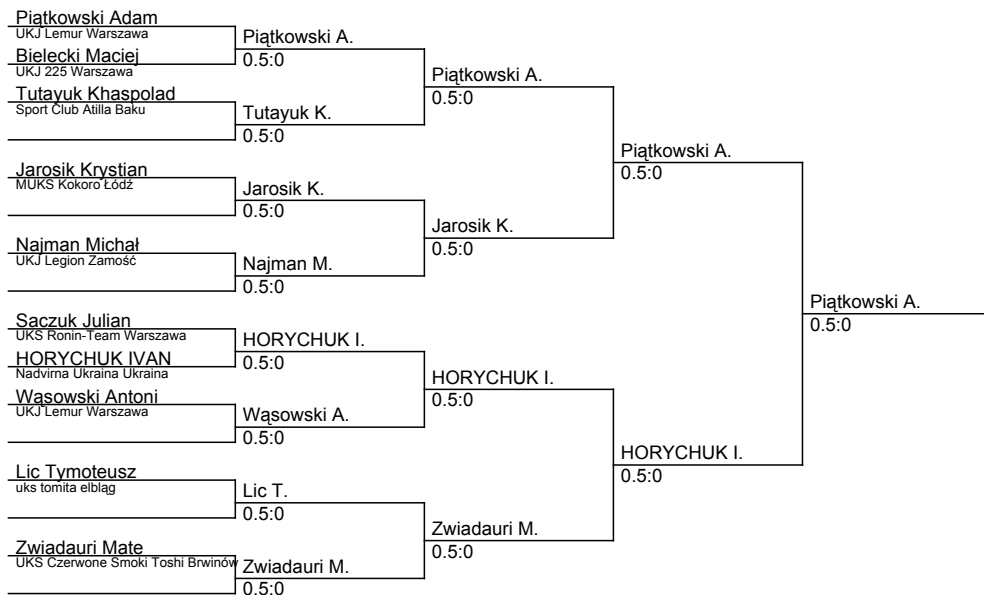 Piątkowski Adam
UKJ Lemur Warszawa
Bielecki Maciej
UKJ 225 Warszawa
Tutayuk Khaspolad
Sport Club Atilla Baku
Jarosik Krystian
MUKS Kokoro Łódź
Najman Michał
UKJ Legion Zamość
Saczuk Julian
UKS Ronin-Team Warszawa
HORYCHUK IVAN
Nadvirna Ukraina Ukraina
Wąsowski Antoni
UKJ Lemur Warszawa
Lic Tymoteusz
uks tomita elbląg
Zwiadauri Mate
UKS Czerwone Smoki Toshi Brwinów
Piątkowski A.
0.5:0
Tutayuk K.
0.5:0
Jarosik K.
0.5:0
Najman M.
0.5:0
HORYCHUK I.
0.5:0
Wąsowski A.
0.5:0
Lic T.
0.5:0
Zwiadauri M.
0.5:0
Piątkowski A.
0.5:0
Jarosik K.
0.5:0
HORYCHUK I.
0.5:0
Zwiadauri M.
0.5:0
Piątkowski A.
0.5:0
HORYCHUK I.
0.5:0
Piątkowski A.
0.5:0